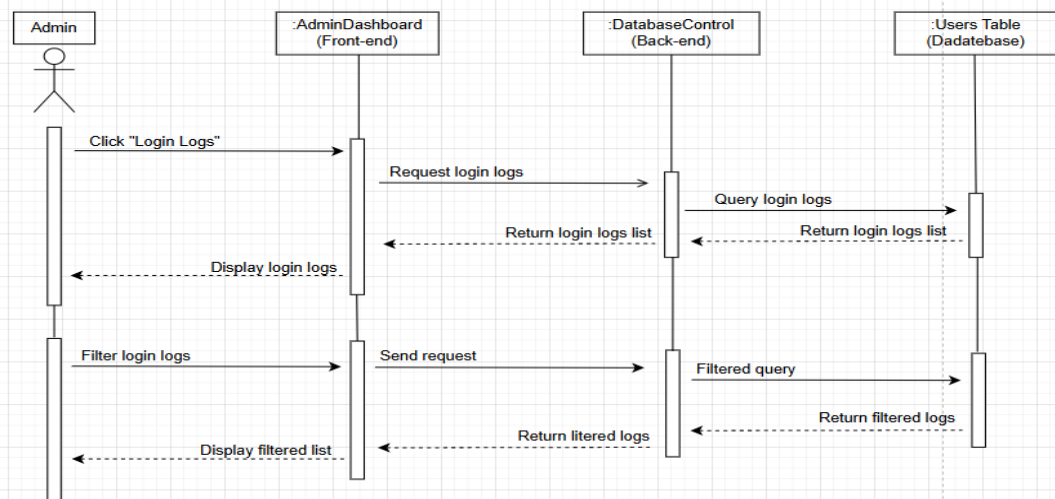 Admin
:AdminDashboard
(Front-end)
:DatabaseControl
(Back-end)
:Users Table
(Dadatebase)
Click "Login Logs"
Request login logs
Query login logs
Return login logs list
Return login logs list
Display login logs
Filter login logs
Send request
Filtered query
Return filtered logs
Return litered logs
Display filtered list